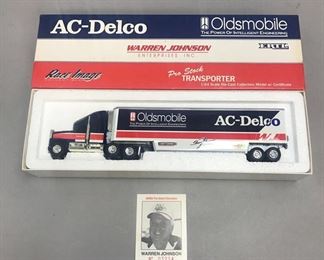 AC-Delco
Oldsmobile
THE POWER OF INTELLIGENT ENGINEERING
WARREN JOHNSON
ENTERPRISES INC.
ERTL
Race Image
Pro Stock
TRANSPORTER
1:64 Scale Die-Cast Collectors Model w/ Certificate
Oldsmobile
AC-Delco
WARREN
JOHNSON